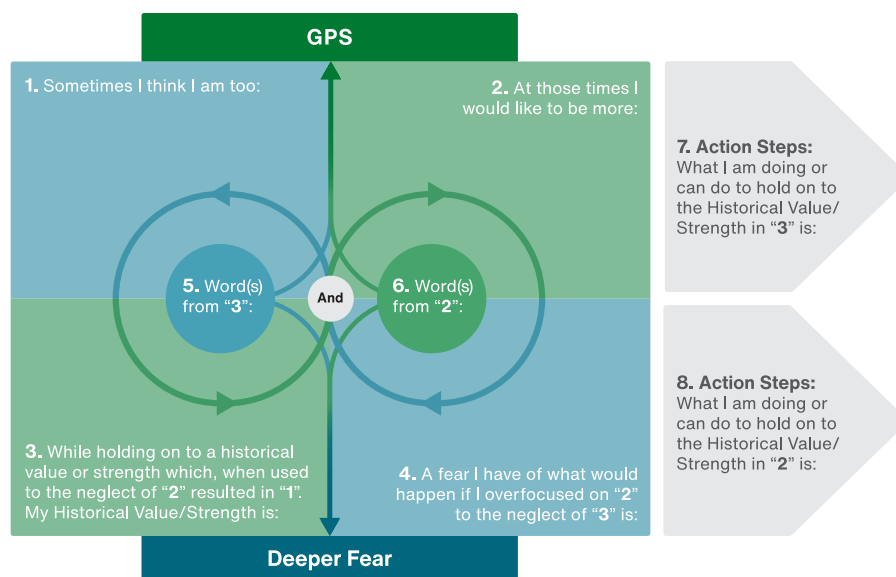 GPS
1. Sometimes I think I am too:
2. At those times I
would like to be more:
5. Word(s)
from “3”:
And
6. Word(s)
from “2”:
3. While holding on to a historical
value or strength which, when used
to the neglect of “2” resulted in “1”.
My Historical Value/Strength is:
4. A fear I have of what would
happen if I overfocused on “2”
to the neglect of “3” is:
Deeper Fear
7. Action Steps:
What I am doing or
can do to hold on to
the Historical Value/
Strength in “3” is:
8. Action Steps:
What I am doing or
can do to hold on to
the Historical Value/
Strength in “2” is: